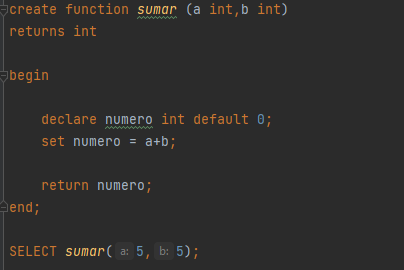 create function sumar (a int,b int)
returns int
begin
declare numero int default 0;
set numero = a+b;
return numero;
end;
SELECT sumar( a: 5, b: 5);